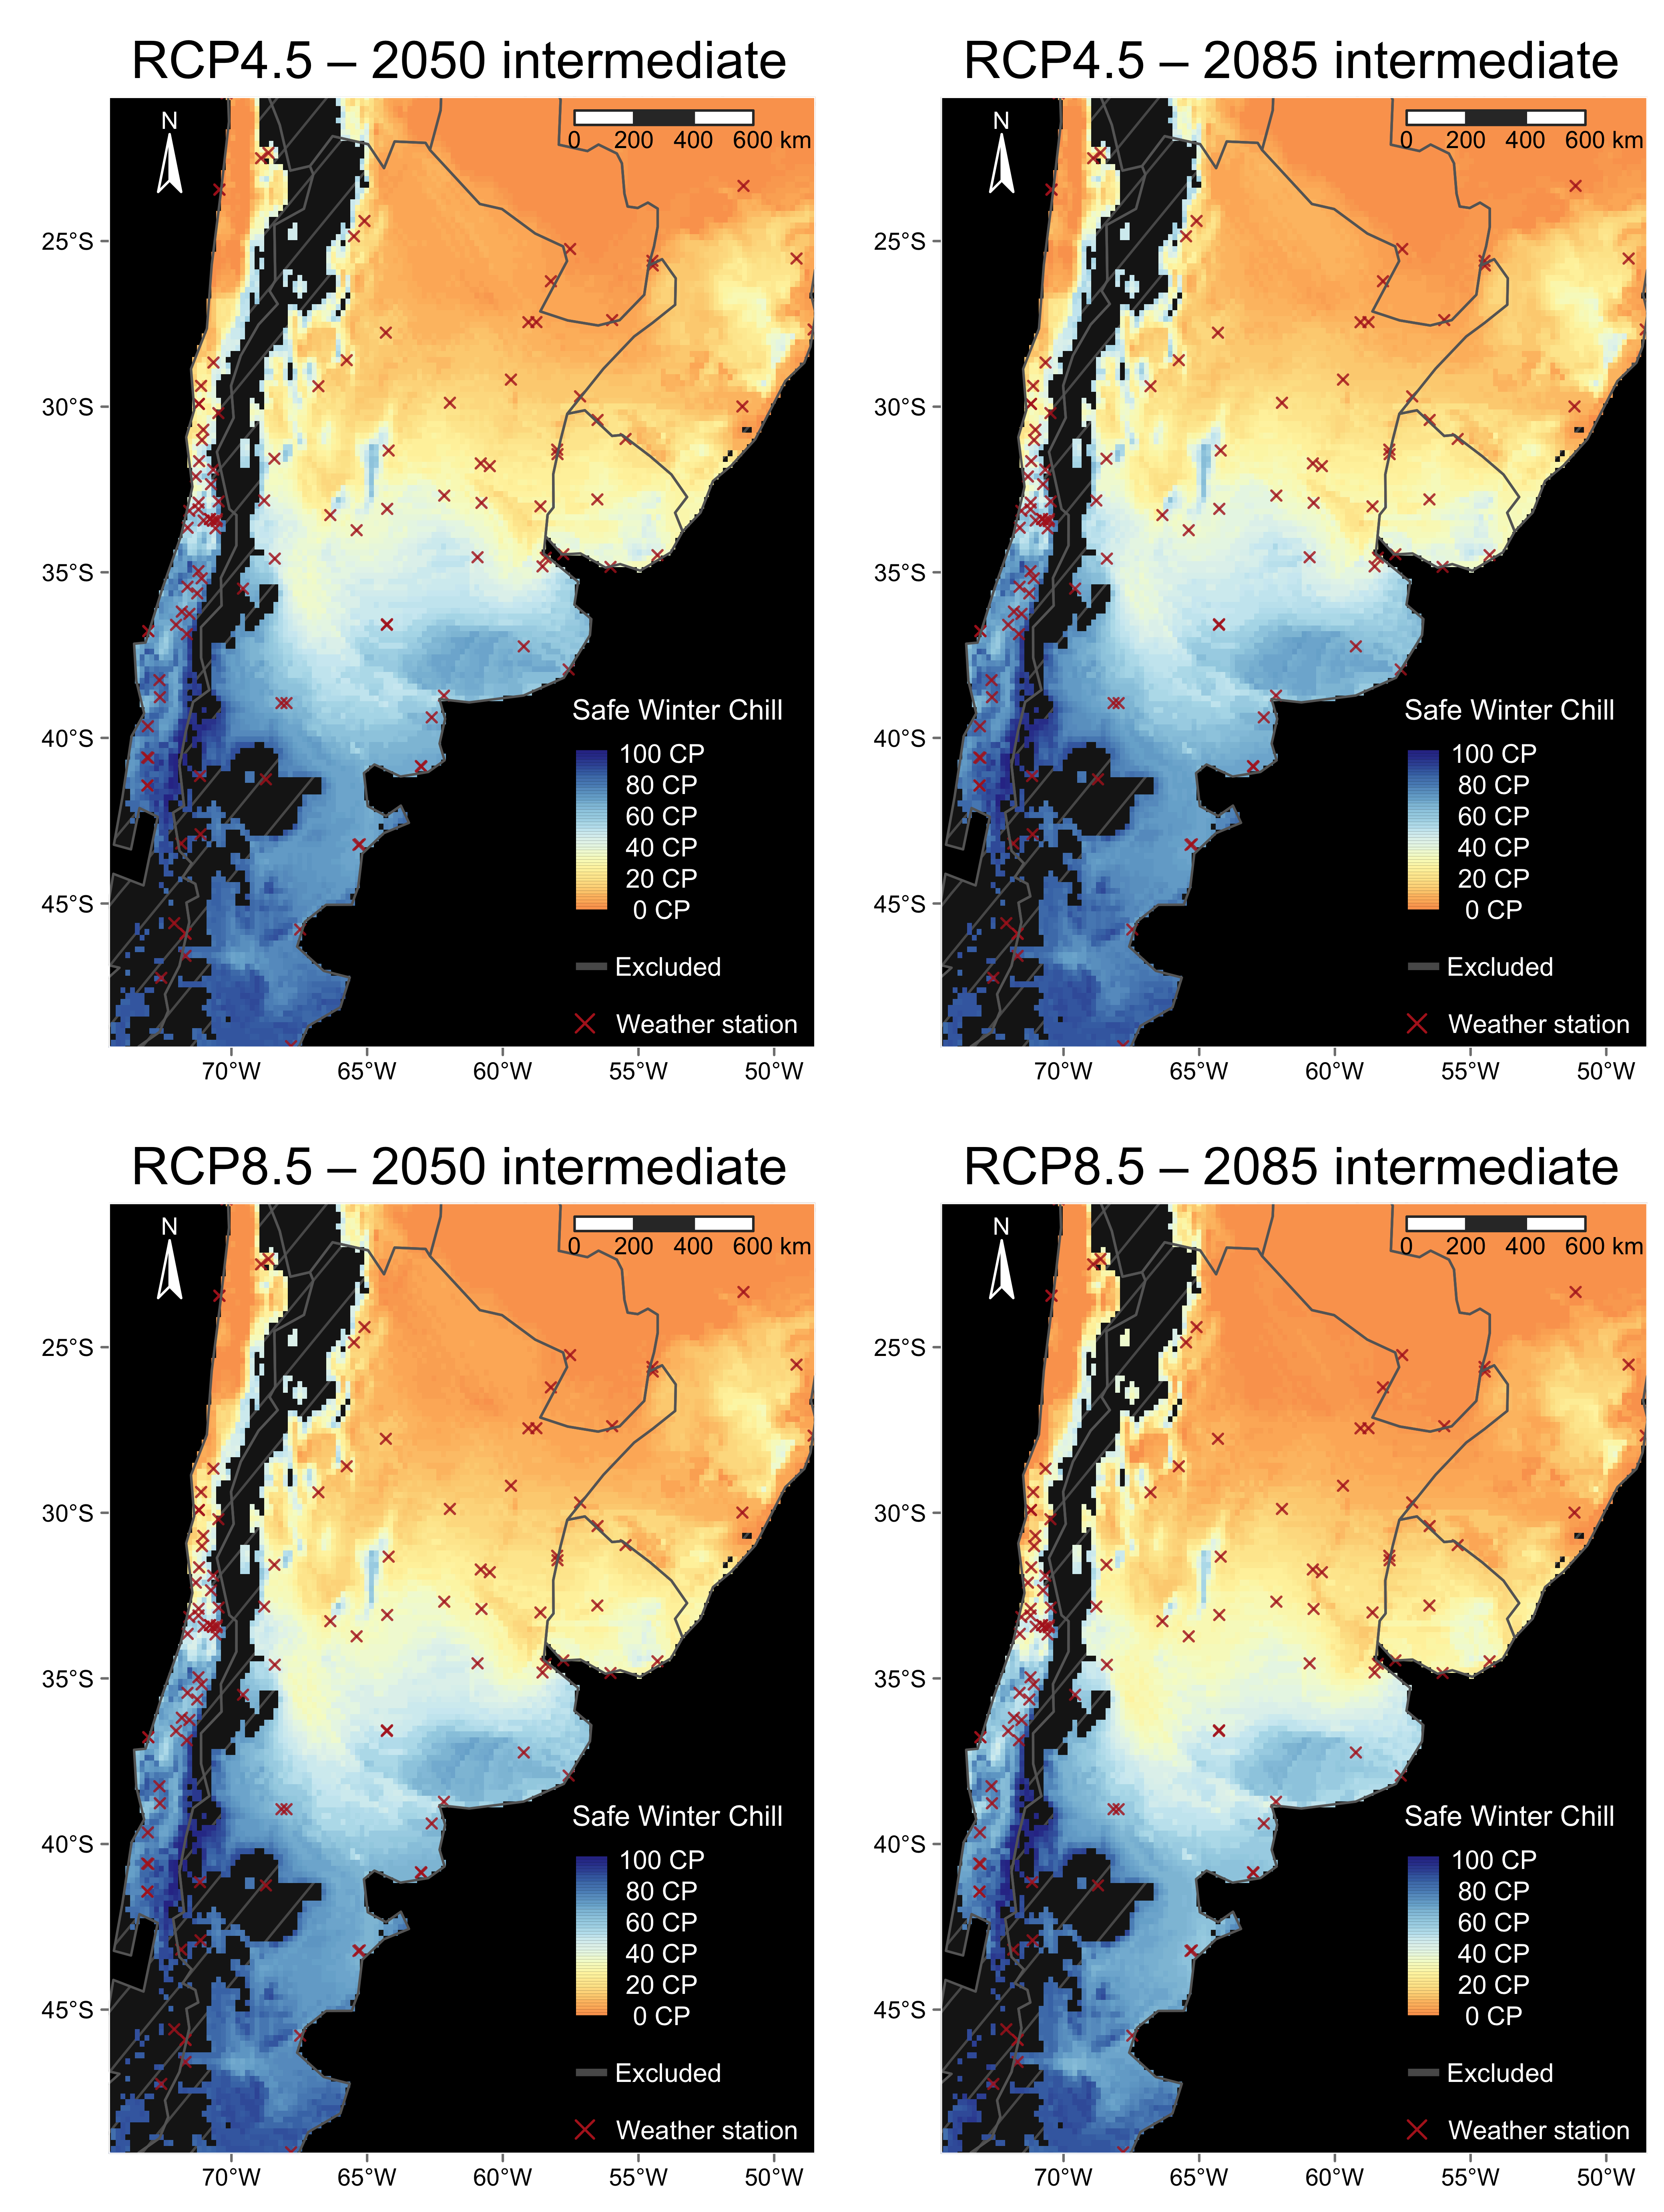 RCP4.5 – 2050 intermediate
N
0 200 400 600 km
25°S
30°S
35°S
40°S
45°S
Safe Winter Chill
100 CP
80 CP
60 CP
40 CP
20 CP
0 CP
Excluded
Weather station
70°W 65°W 60°W 55°W 50°W
RCP4.5 – 2085 intermediate
N
0 200 400 600 km
25°S
30°S
35°S
40°S
45°S
Safe Winter Chill
100 CP
80 CP
60 CP
40 CP
20 CP
0 CP
Excluded
Weather station
70°W 65°W 60°W 55°W 50°W
RCP8.5 – 2050 intermediate
N
0 200 400 600 km
25°S
30°S
35°S
40°S
45°S
Safe Winter Chill
100 CP
80 CP
60 CP
40 CP
20 CP
0 CP
Excluded
Weather station
70°W 65°W 60°W 55°W 50°W
RCP8.5 – 2085 intermediate
N
0 200 400 600 km
25°S
30°S
35°S
40°S
45°S
Safe Winter Chill
100 CP
80 CP
60 CP
40 CP
20 CP
0 CP
Excluded
Weather station
70°W 65°W 60°W 55°W 50°W